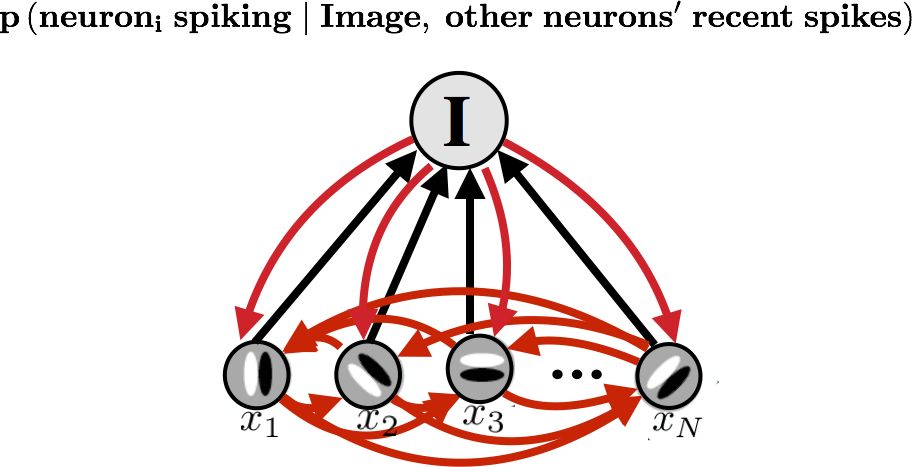 p (neuronᵢ spiking | Image, other neurons′ recent spikes)
I
x₁ x₂ x₃ ... x_N